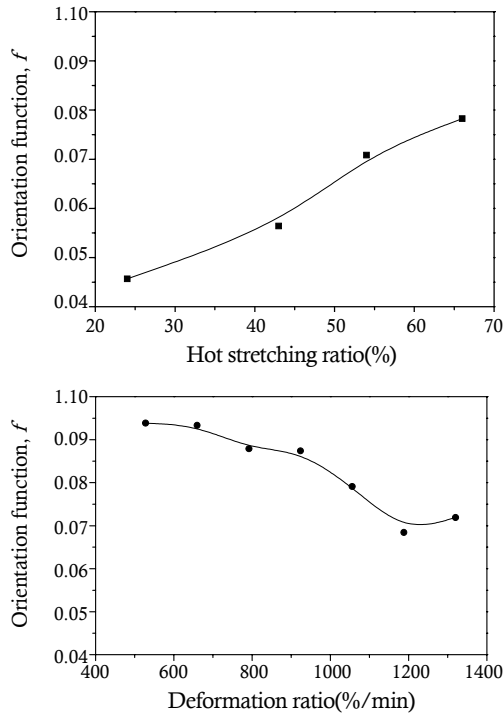 1.10
0.09
0.08
0.07
0.06
0.05
0.04
20 30 40 50 60 70
Orientation function, f
Hot stretching ratio(%)
1.10
0.09
0.08
0.07
0.06
0.05
0.04
400 600 800 1000 1200 1400
Orientation function, f
Deformation ratio(%/min)